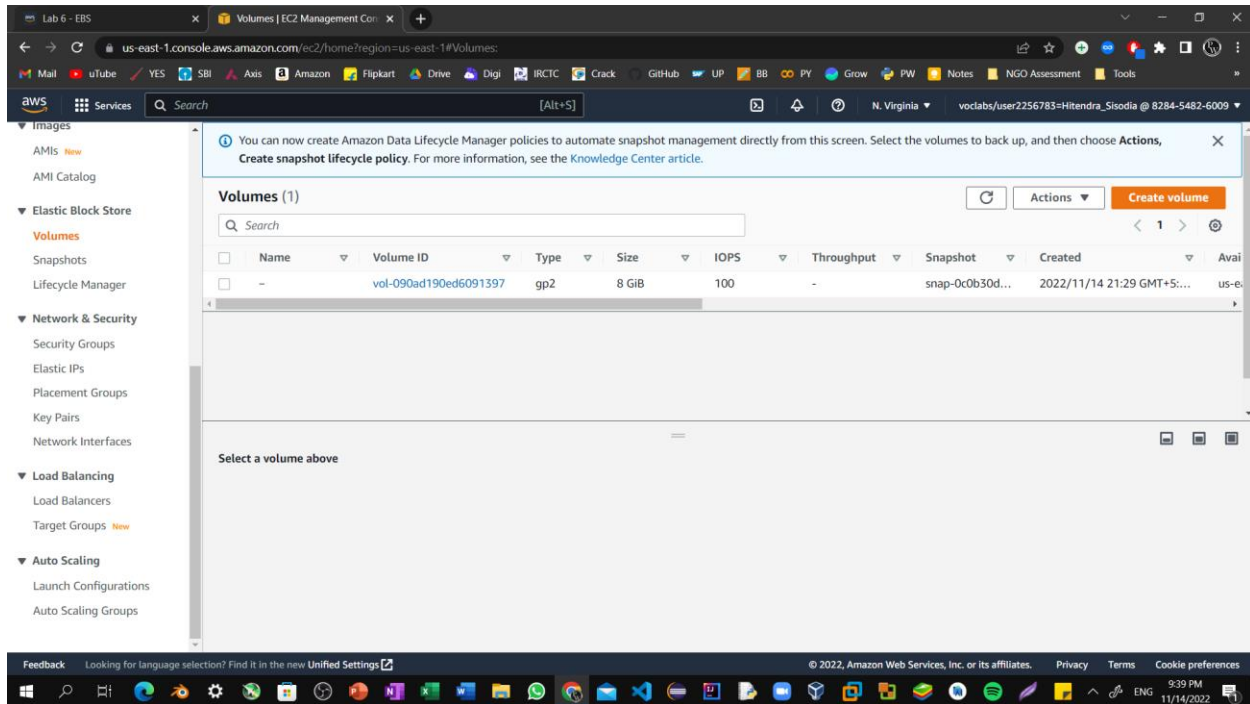 Lab 6 - EBS
Volumes | EC2 Management Con
us-east-1.console.aws.amazon.com/ec2/home?region=us-east-1#Volumes:
Mail uTube YES SBI Axis Amazon Flipkart Drive Digi IRCTC Crack GitHub UP BB PY Grow PW Notes NGO Assessment Tools »
aws Services Search [Alt+S] N. Virginia ▼ voclabs/user2256783=Hitendra_Sisodia @ 8284-5482-6009 ▼
Images
AMIs New
AMI Catalog
Elastic Block Store
Volumes
Snapshots
Lifecycle Manager
Network & Security
Security Groups
Elastic IPs
Placement Groups
Key Pairs
Network Interfaces
Load Balancing
Load Balancers
Target Groups New
Auto Scaling
Launch Configurations
Auto Scaling Groups
You can now create Amazon Data Lifecycle Manager policies to automate snapshot management directly from this screen. Select the volumes to back up, and then choose Actions,
Create snapshot lifecycle policy. For more information, see the Knowledge Center article.
Volumes (1)
Actions ▼ Create volume
Search
< 1 >
Name Volume ID Type Size IOPS Throughput Snapshot Created Avai
– vol-090ad190ed6091397 gp2 8 GiB 100 - snap-0c0b30d... 2022/11/14 21:29 GMT+5:... us-ea
Select a volume above
Feedback Looking for language selection? Find it in the new Unified Settings © 2022, Amazon Web Services, Inc. or its affiliates. Privacy Terms Cookie preferences
ENG 9:39 PM
11/14/2022